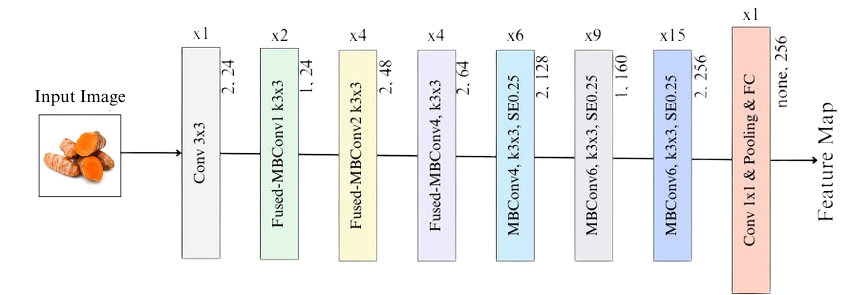 Input Image
x1
Conv 3x3
2, 24
x2
Fused-MBConv1 k3x3
1, 24
x4
Fused-MBConv2 k3x3
2, 48
x4
Fused-MBConv4, k3x3
2, 64
x6
MBConv4, k3x3, SE0.25
2, 128
x9
MBConv6, k3x3, SE0.25
1, 160
x15
MBConv6, k3x3, SE0.25
2, 256
x1
Conv 1x1 & Pooling & FC
none, 256
Feature Map